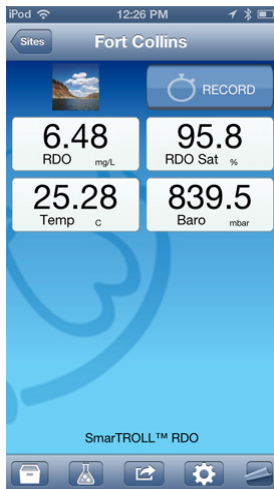 iPod 12:26 PM
Sites Fort Collins
RECORD
6.48 95.8
RDO mg/L RDO Sat %
25.28 839.5
Temp C Baro mbar
SmarTROLL™ RDO